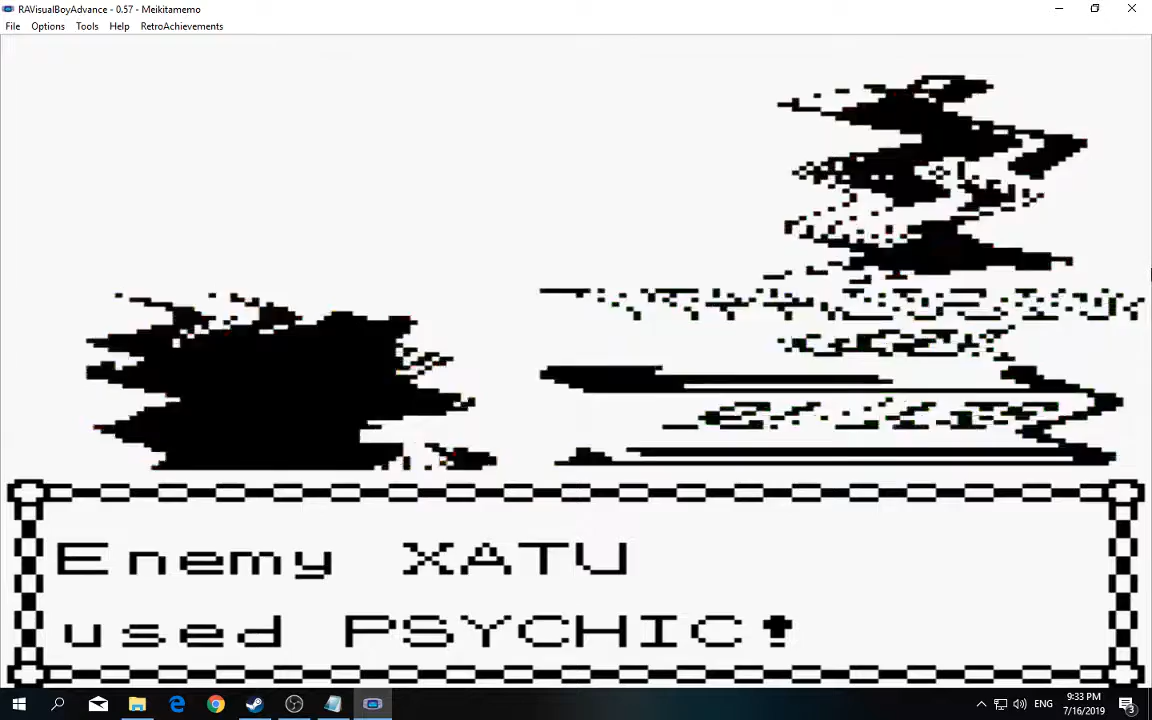 RAVisualBoyAdvance - 0.57 - Meikitamemo
File Options Tools Help RetroAchievements
Enemy XATU
used PSYCHIC!
9:33 PM
ENG
7/16/2019
3